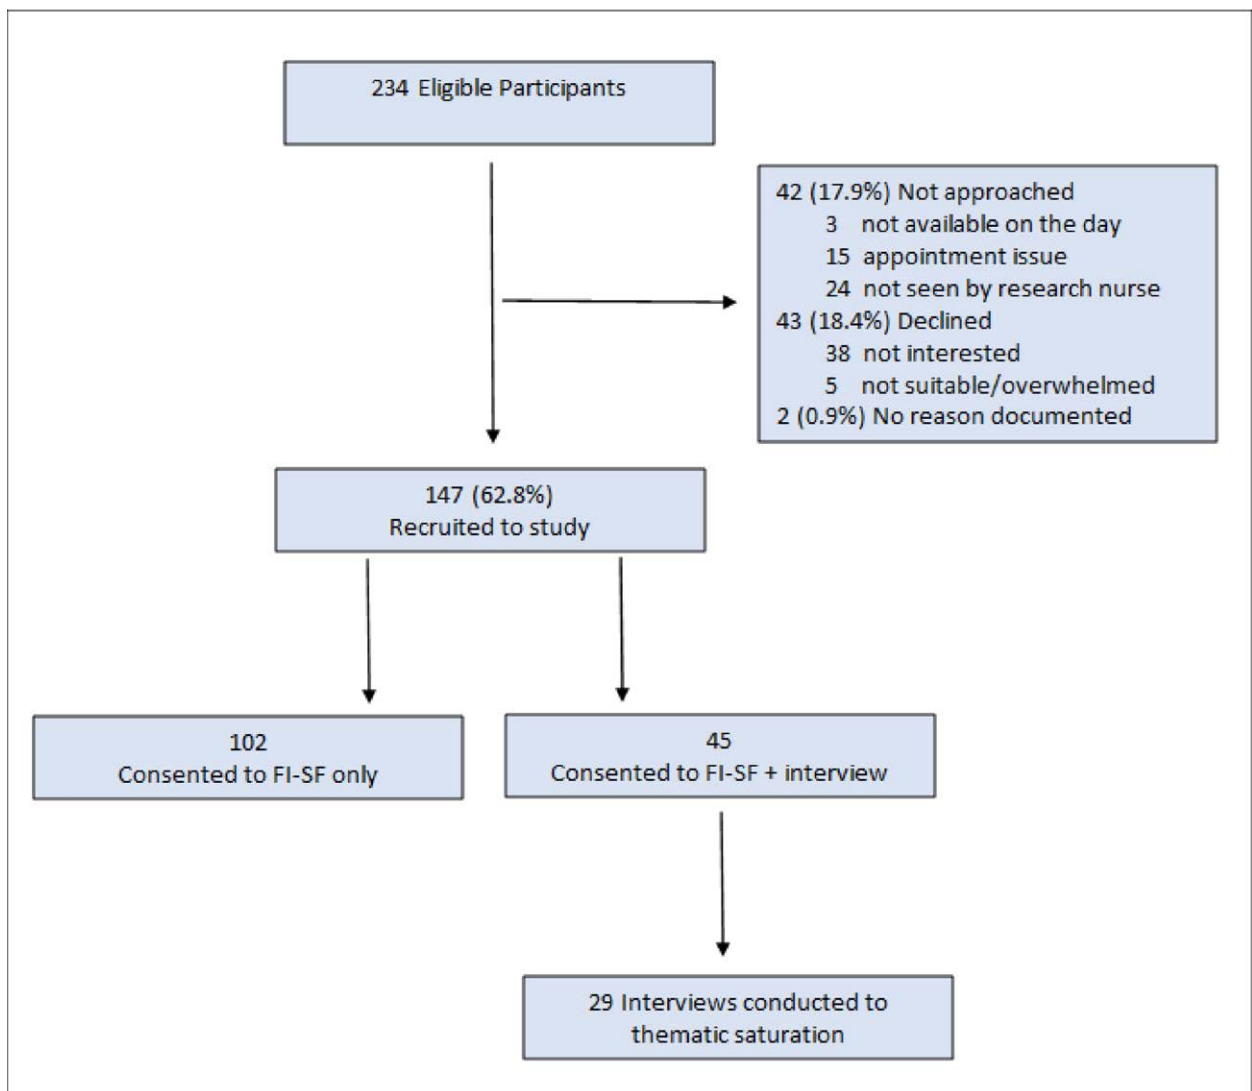 234 Eligible Participants
42 (17.9%) Not approached
3 not available on the day
15 appointment issue
24 not seen by research nurse
43 (18.4%) Declined
38 not interested
5 not suitable/overwhelmed
2 (0.9%) No reason documented
147 (62.8%)
Recruited to study
102
Consented to FI-SF only
45
Consented to FI-SF + interview
29 Interviews conducted to
thematic saturation